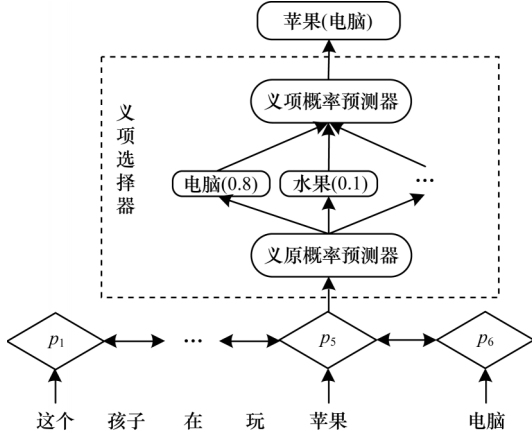 苹果(电脑)
义项选择器
义项概率预测器
电脑(0.8) 水果(0.1) …
义原概率预测器
p1 … p5 p6
这个 孩子 在 玩 苹果 电脑